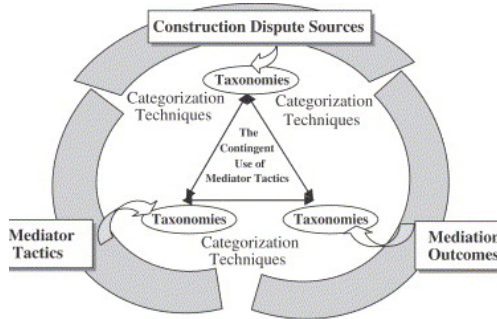 Construction Dispute Sources
Taxonomies
Categorization
Techniques
Categorization
Techniques
The
Contingent
Use of
Mediator Tactics
Taxonomies
Taxonomies
Mediator
Tactics
Categorization
Techniques
Mediation
Outcomes